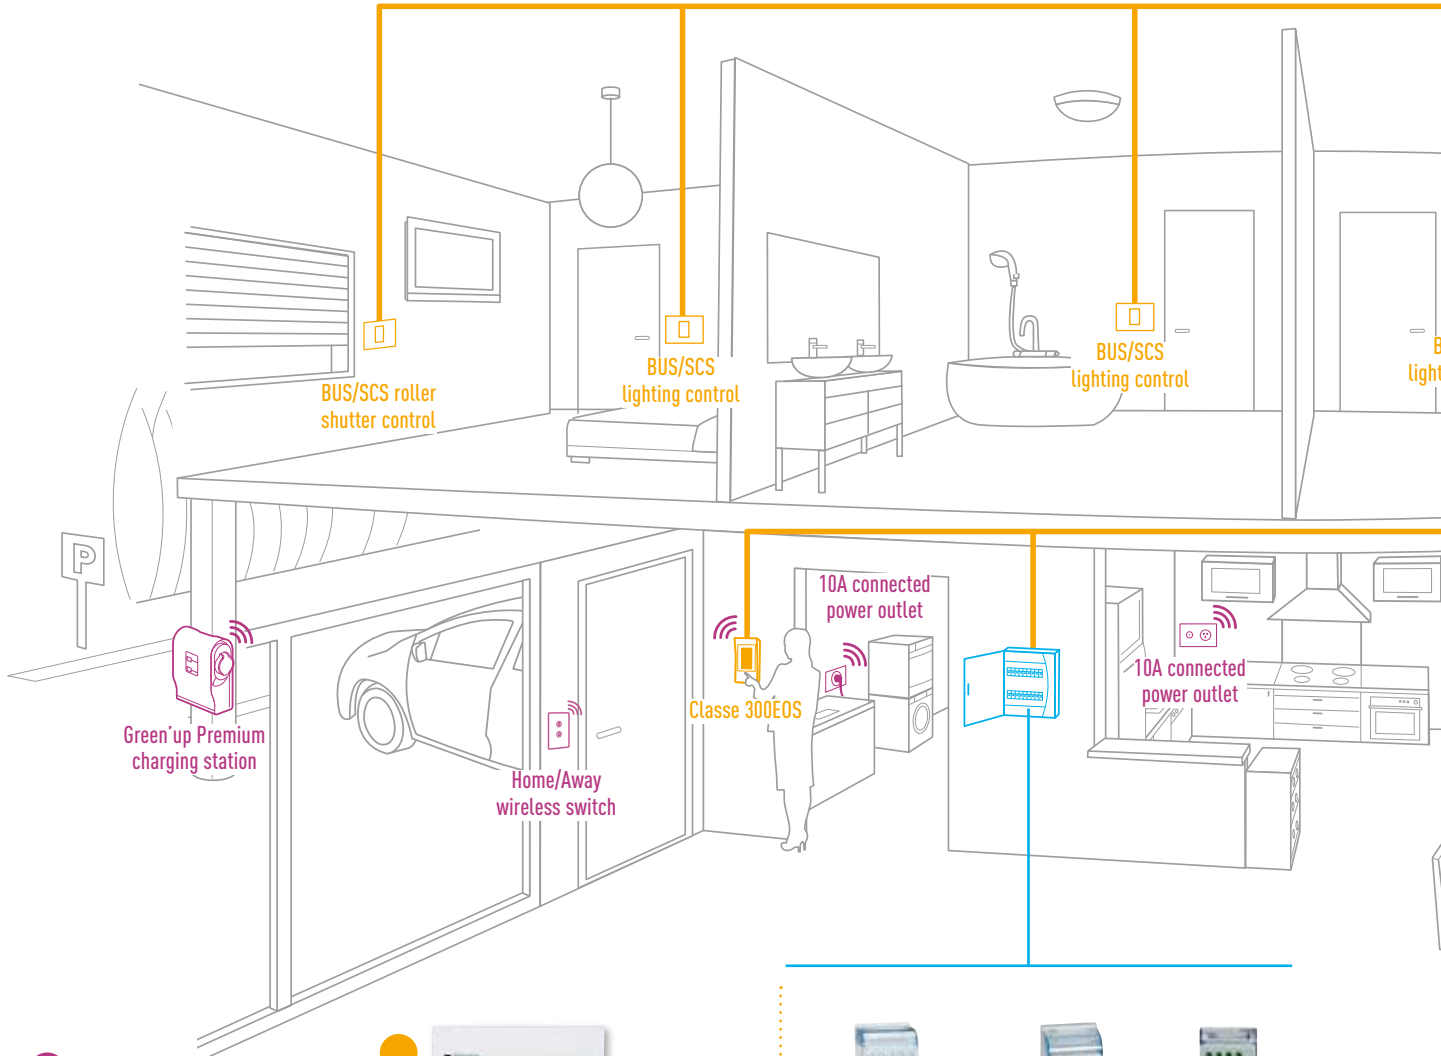 BUS/SCS roller
shutter control
BUS/SCS
lighting control
BUS/SCS
lighting control
P
10A connected
power outlet
10A connected
power outlet
Classe 300EOS
Green'up Premium
charging station
Home/Away
wireless switch